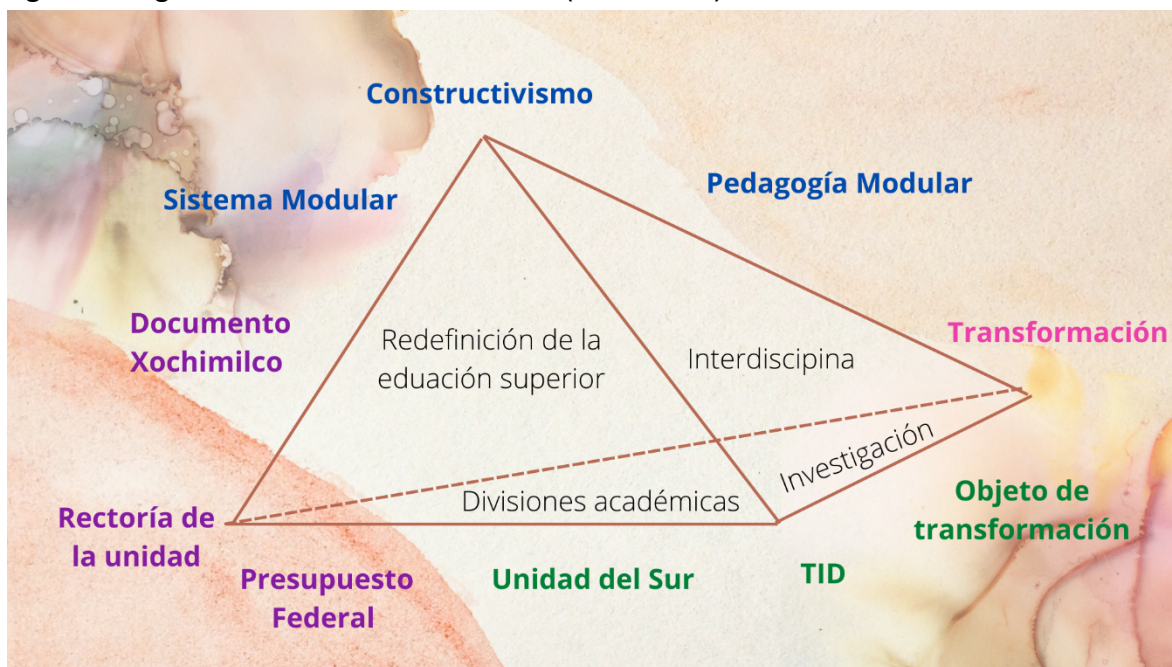 Constructivismo
Sistema Modular
Pedagogía Modular
Documento
Xochimilco
Redefinición de la
eduación superior
Interdiscipina
Transformación
Investigación
Divisiones académicas
Rectoría de
la unidad
Objeto de
transformación
Presupuesto
Federal
Unidad del Sur
TID